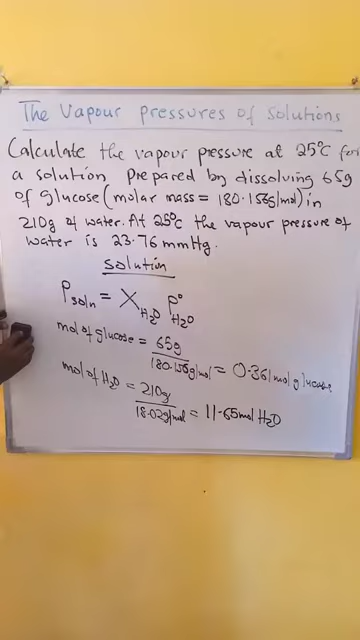 The Vapour Pressures of Solutions
Calculate the vapour pressure at 25°C for
a solution prepared by dissolving 65g
of glucose (molar mass = 180.156g/mol) in
210g of water. At 25°C the vapour pressure of
water is 23.76 mmHg.
Solution
Psoln = X H₂O P° H₂O
mol of glucose = 65g / 180.156g/mol = 0.361 mol glucose
mol of H₂O = 210g / 18.02g/mol = 11.65 mol H₂O